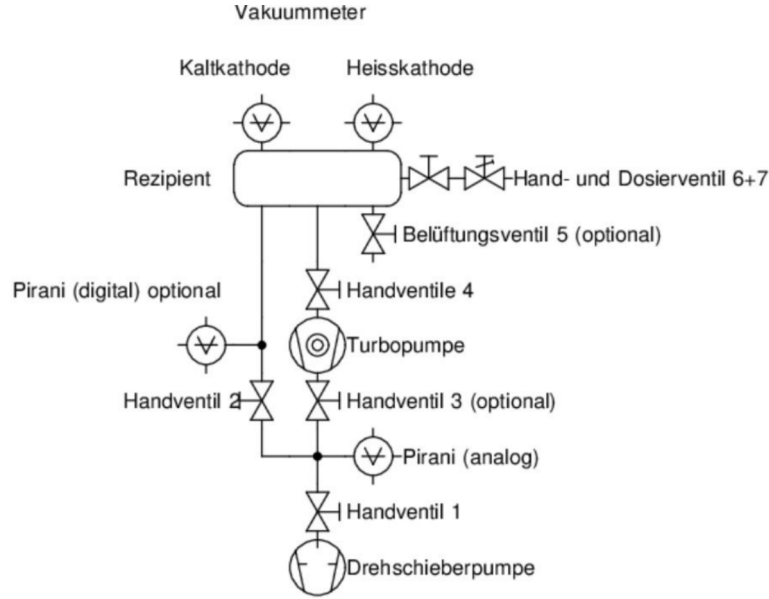 Vakuummeter
Kaltkathode Heisskathode
Rezipient
Hand- und Dosierventil 6+7
Belüftungsventil 5 (optional)
Pirani (digital) optional
Handventile 4
Turbopumpe
Handventil 2
Handventil 3 (optional)
Pirani (analog)
Handventil 1
Drehschieberpumpe